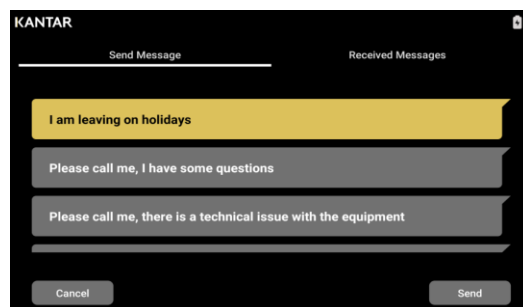 KANTAR
Send Message
Received Messages
I am leaving on holidays
Please call me, I have some questions
Please call me, there is a technical issue with the equipment
Cancel
Send